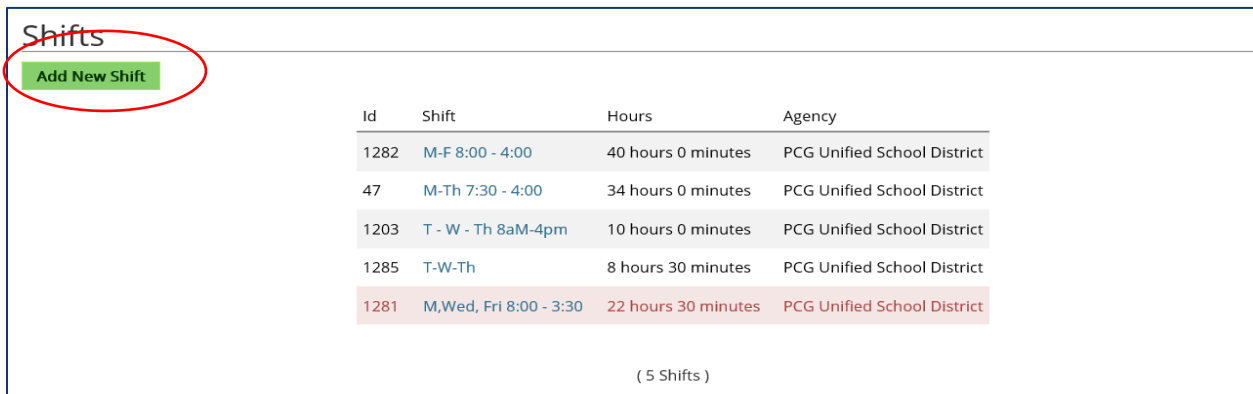 Shifts
Add New Shift
Id Shift Hours Agency
1282 M-F 8:00 - 4:00 40 hours 0 minutes PCG Unified School District
47 M-Th 7:30 - 4:00 34 hours 0 minutes PCG Unified School District
1203 T - W - Th 8aM-4pm 10 hours 0 minutes PCG Unified School District
1285 T-W-Th 8 hours 30 minutes PCG Unified School District
1281 M,Wed, Fri 8:00 - 3:30 22 hours 30 minutes PCG Unified School District
( 5 Shifts )